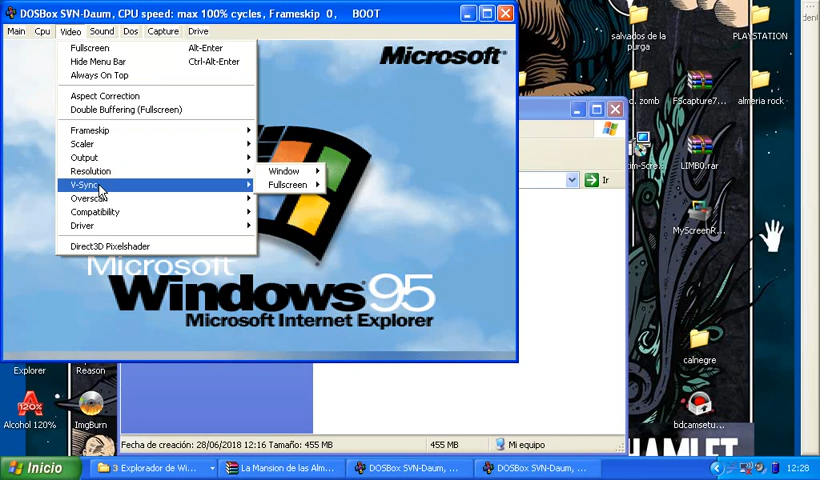 DOSBox SVN-Daum, CPU speed: max 100% cycles, Frameskip 0, BOOT
Main Cpu Video Sound Dos Capture Drive
Fullscreen Alt-Enter
Hide Menu Bar Ctrl-Alt-Enter
Always On Top
Aspect Correction
Double Buffering (Fullscreen)
Frameskip
Scaler
Output
Resolution
V-Sync
Overscan
Compatibility
Driver
Direct3D Pixelshader
Window
Fullscreen
Microsoft
Microsoft
Windows 95
Microsoft Internet Explorer
Ir
salvados de la purga
PLAYSTATION
c. zomb
FScapture7...
almeria rock
im-Scre...
LIMBO.rar
MyScreenR...
calnegre
bdcamsetu...
HAMLET
Explorer
Reason
Alcohol 120%
ImgBurn
Fecha de creación: 28/06/2018 12:16 Tamaño: 455 MB 455 MB Mi equipo
Inicio
3 Explorador de Wi...
La Mansion de las Alm...
DOSBox SVN-Daum, ...
DOSBox SVN-Daum, ...
12:28